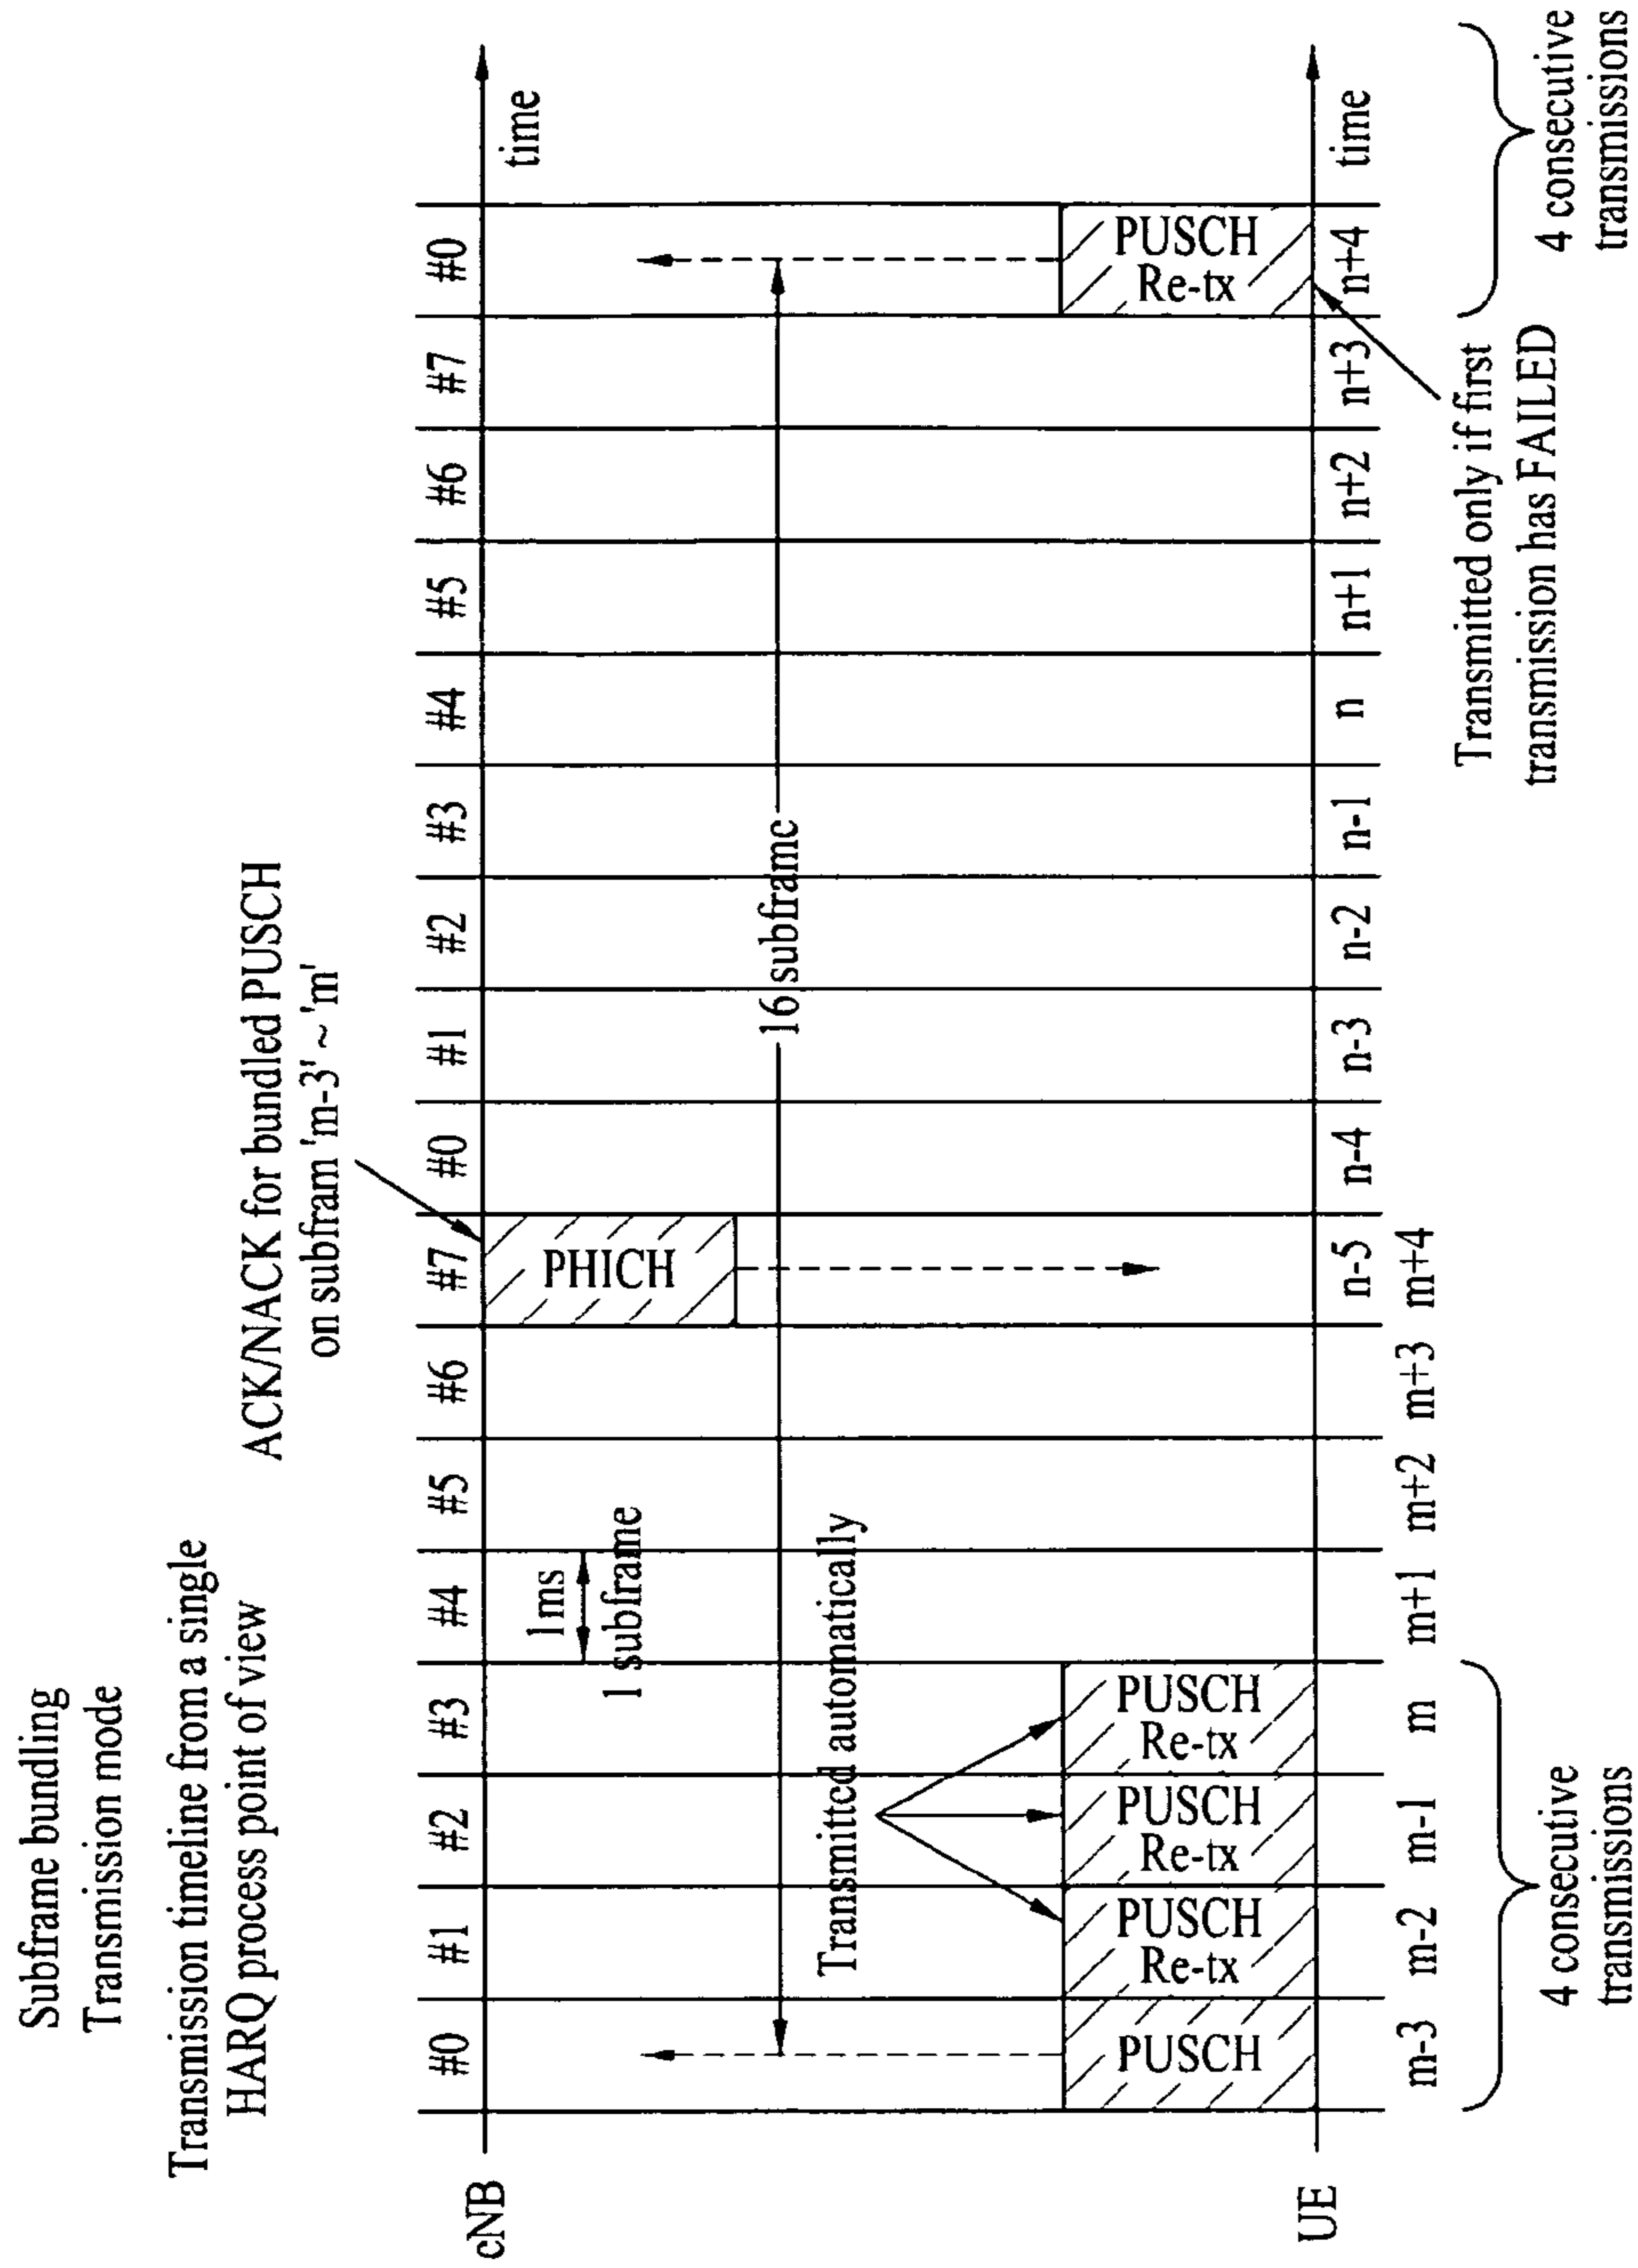 Subframe bundling
Transmission mode
Transmission timeline from a single
HARQ process point of view
ACK/NACK for bundled PUSCH
on subfram 'm-3' ~ 'm'
#0 #1 #2 #3 #4 #5 #6 #7 #0 #1 #2 #3 #4 #5 #6 #7 #0
eNB
time
1ms
1 subframe
PHICH
16 subframe
Transmitted automatically
PUSCH
PUSCH
Re-tx
PUSCH
Re-tx
PUSCH
Re-tx
PUSCH
Re-tx
UE
n-5 n-4 n-3 n-2 n-1 n n+1 n+2 n+3 n+4
time
m-3 m-2 m-1 m m+1 m+2 m+3 m+4
4 consecutive
transmissions
Transmitted only if first
transmission has FAILED
4 consecutive
transmissions